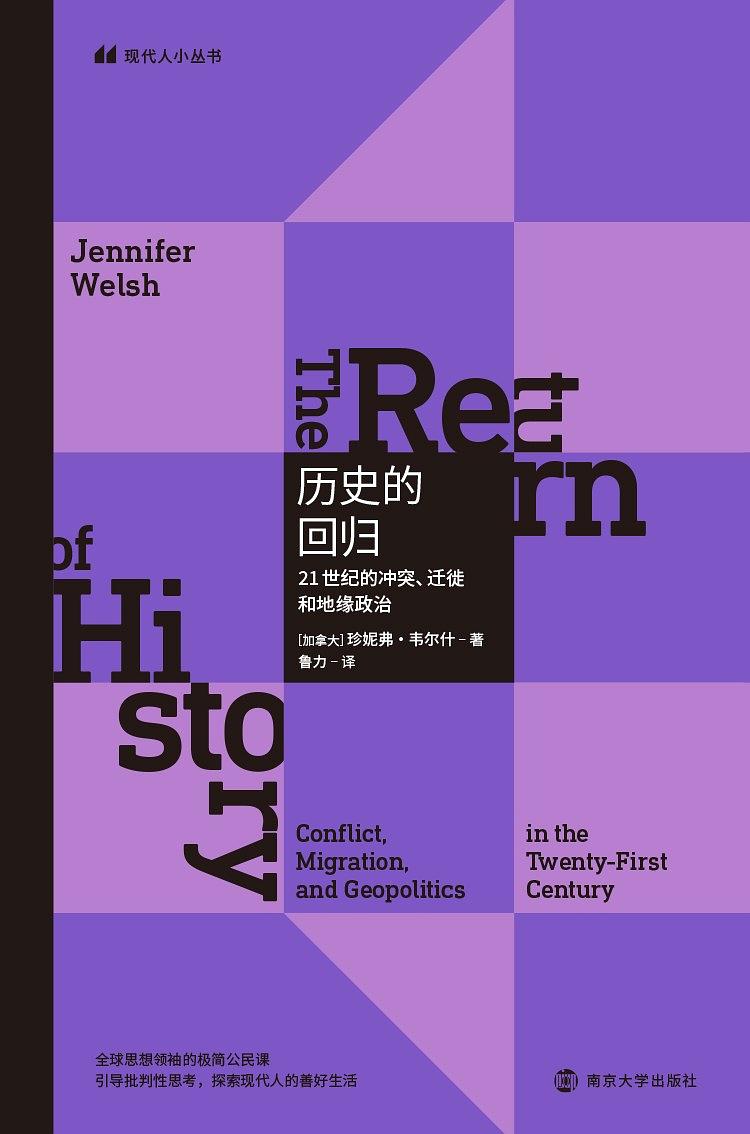 现代人小丛书
Jennifer
Welsh
The Return
of History
历史的
回归
21世纪的冲突、迁徙
和地缘政治
[加拿大] 珍妮弗·韦尔什 – 著
鲁力 – 译
Conflict,
Migration,
and Geopolitics
in the
Twenty-First
Century
全球思想领袖的极简公民课
引导批判性思考，探索现代人的善好生活
南京大学出版社